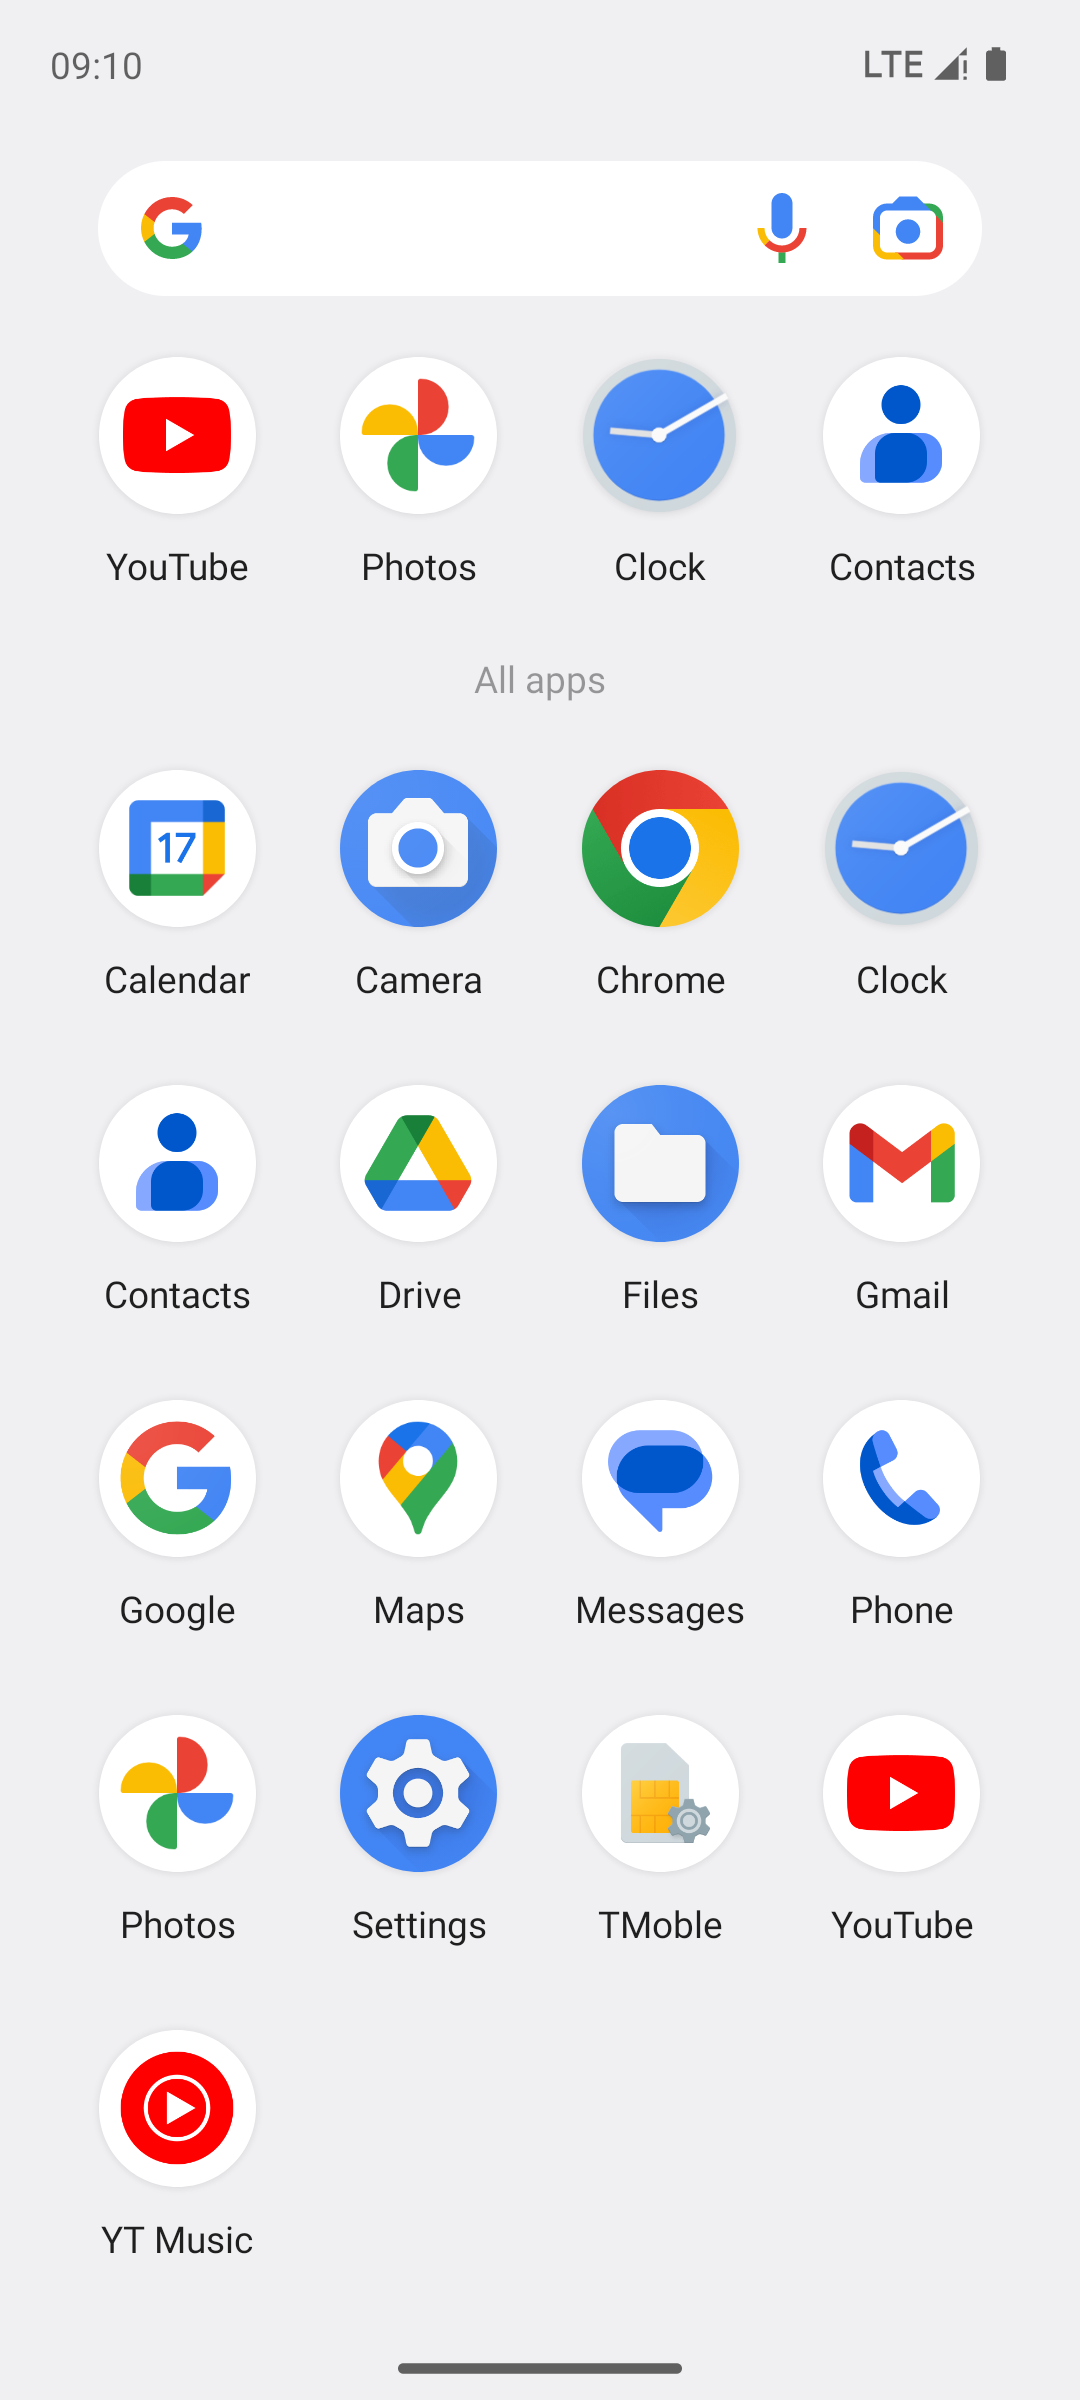 09:10 LTE
YouTube Photos Clock Contacts
All apps
17
Calendar Camera Chrome Clock
Contacts Drive Files Gmail
Google Maps Messages Phone
Photos Settings TMoble YouTube
YT Music